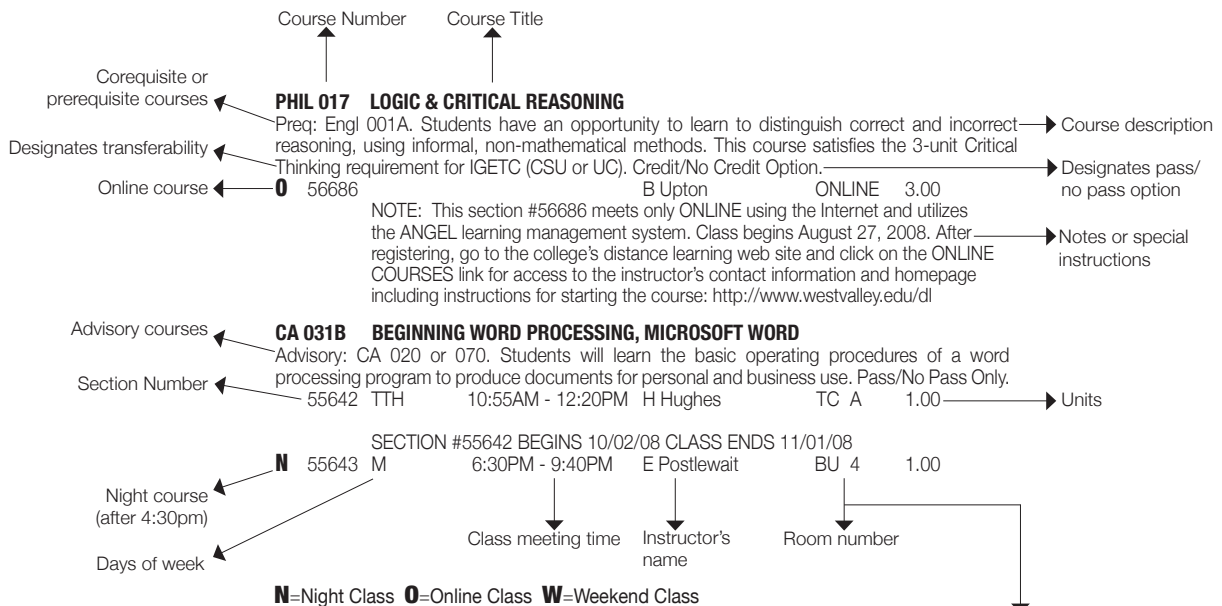 Course Number Course Title
Corequisite or
prerequisite courses
PHIL 017 LOGIC & CRITICAL REASONING
Preq: Engl 001A. Students have an opportunity to learn to distinguish correct and incorrect
reasoning, using informal, non-mathematical methods. This course satisfies the 3-unit Critical
Thinking requirement for IGETC (CSU or UC). Credit/No Credit Option.
Course description
Designates transferability
Designates pass/
no pass option
Online course
O 56686 B Upton ONLINE 3.00
NOTE: This section #56686 meets only ONLINE using the Internet and utilizes
the ANGEL learning management system. Class begins August 27, 2008. After
registering, go to the college's distance learning web site and click on the ONLINE
COURSES link for access to the instructor's contact information and homepage
including instructions for starting the course: http://www.westvalley.edu/dl
Notes or special
instructions
Advisory courses
CA 031B BEGINNING WORD PROCESSING, MICROSOFT WORD
Advisory: CA 020 or 070. Students will learn the basic operating procedures of a word
processing program to produce documents for personal and business use. Pass/No Pass Only.
Section Number
55642 TTH 10:55AM - 12:20PM H Hughes TC A 1.00
Units
SECTION #55642 BEGINS 10/02/08 CLASS ENDS 11/01/08
N 55643 M 6:30PM - 9:40PM E Postlewait BU 4 1.00
Night course
(after 4:30pm)
Days of week
Class meeting time
Instructor's
name
Room number
N=Night Class O=Online Class W=Weekend Class